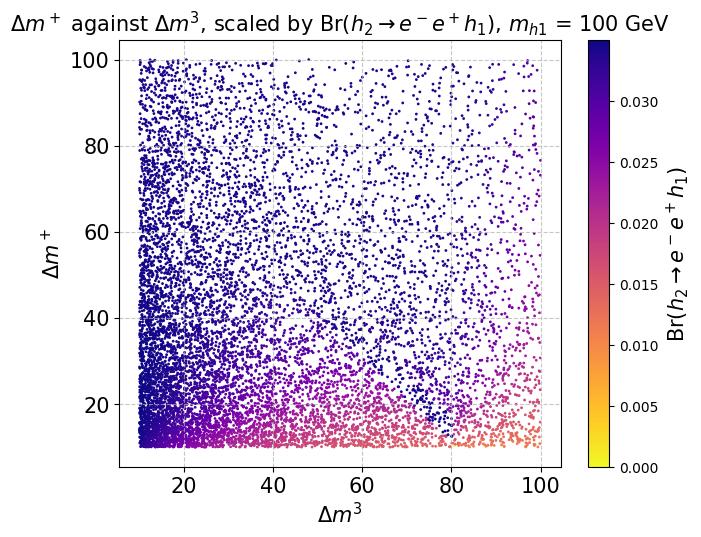 Δm⁺ against Δm³, scaled by Br(h₂→e⁻e⁺h₁), m_{h1} = 100 GeV
100
80
60
40
20
Δm⁺
20 40 60 80 100
Δm³
0.030
0.025
0.020
0.015
0.010
0.005
0.000
Br(h₂→e⁻e⁺h₁)